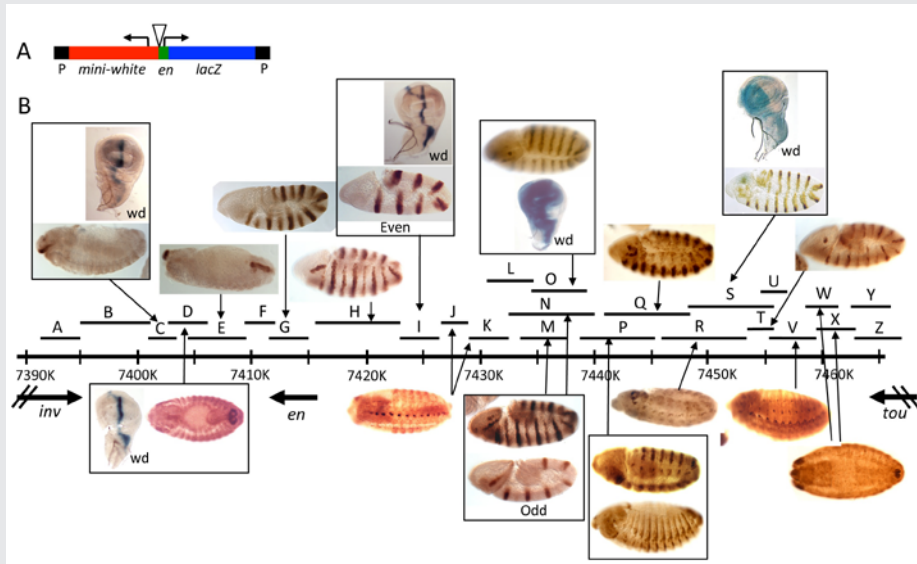 A
P mini-white en lacZ P
B
wd
wd
Even
wd
wd
L
O
U
S
B
D
F
H
J
N
Q
T
W
Y
A
C
E
G
I
K
M
P
R
V
X
Z
7390K 7400K 7410K 7420K 7430K 7440K 7450K 7460K
inv en tou
wd
Odd